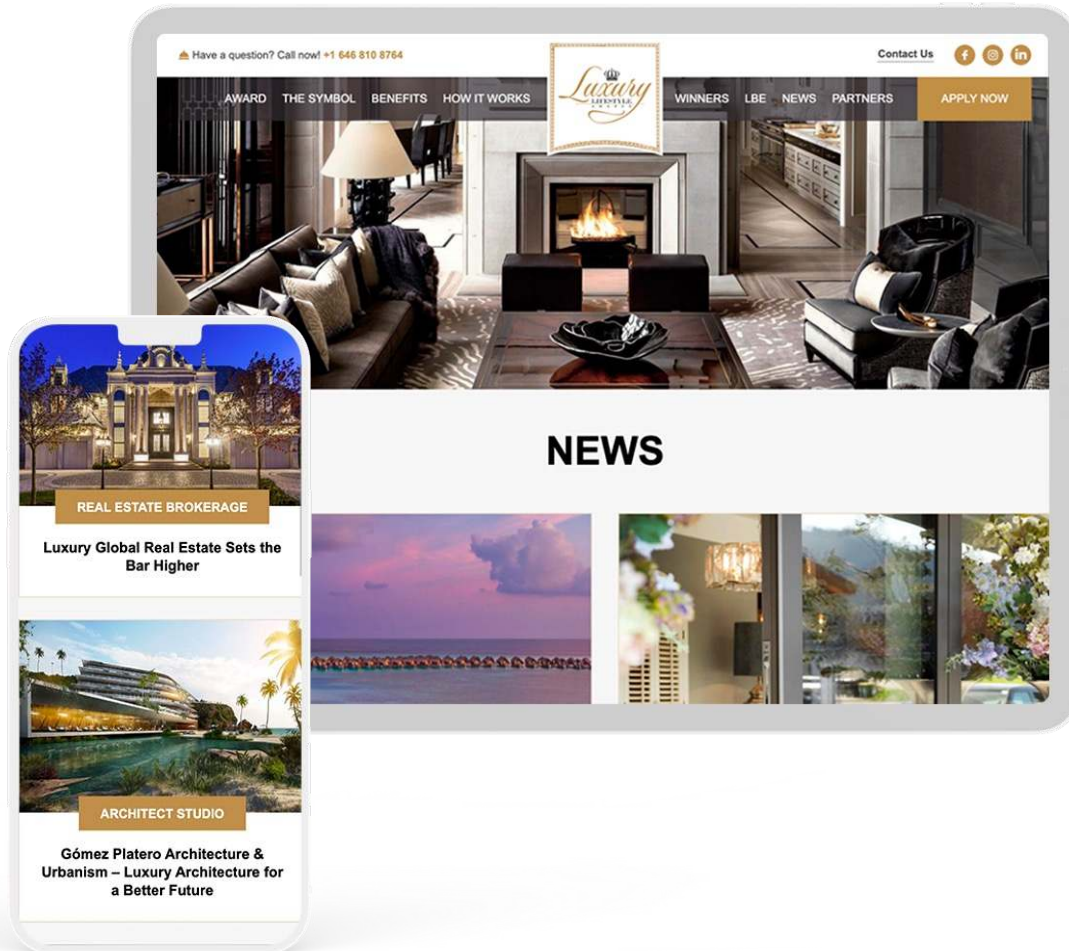 Have a question? Call now! +1 646 810 8764
Contact Us
AWARD THE SYMBOL BENEFITS HOW IT WORKS
Luxury
LIFESTYLE
AWARDS
WINNERS LBE NEWS PARTNERS
APPLY NOW
NEWS
REAL ESTATE BROKERAGE
Luxury Global Real Estate Sets the
Bar Higher
ARCHITECT STUDIO
Gómez Platero Architecture &
Urbanism – Luxury Architecture for
a Better Future